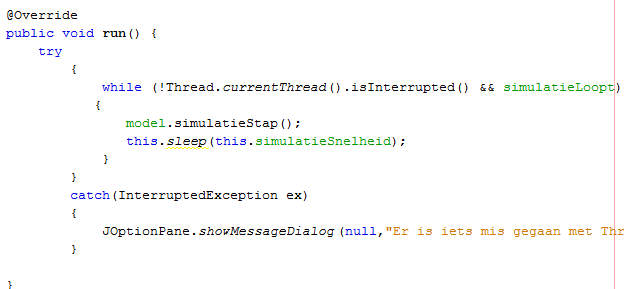 @Override
public void run() {
try
{
while (!Thread.currentThread().isInterrupted() && simulatieLoopt)
{
model.simulatieStap();
this.sleep(this.simulatieSnelheid);
}
}
catch(InterruptedException ex)
{
JOptionPane.showMessageDialog(null,"Er is iets mis gegaan met Thr
}
}